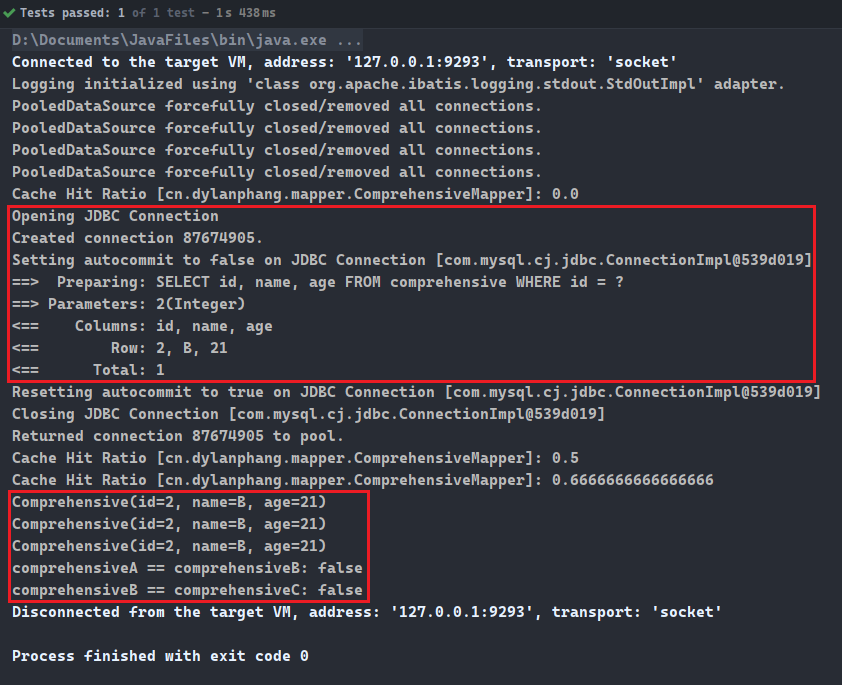 Tests passed: 1 of 1 test – 1 s 438 ms
D:\Documents\JavaFiles\bin\java.exe ...
Connected to the target VM, address: '127.0.0.1:9293', transport: 'socket'
Logging initialized using 'class org.apache.ibatis.logging.stdout.StdOutImpl' adapter.
PooledDataSource forcefully closed/removed all connections.
PooledDataSource forcefully closed/removed all connections.
PooledDataSource forcefully closed/removed all connections.
PooledDataSource forcefully closed/removed all connections.
Cache Hit Ratio [cn.dylanphang.mapper.ComprehensiveMapper]: 0.0
Opening JDBC Connection
Created connection 87674905.
Setting autocommit to false on JDBC Connection [com.mysql.cj.jdbc.ConnectionImpl@539d019]
==>  Preparing: SELECT id, name, age FROM comprehensive WHERE id = ?
==> Parameters: 2(Integer)
<==    Columns: id, name, age
<==        Row: 2, B, 21
<==      Total: 1
Resetting autocommit to true on JDBC Connection [com.mysql.cj.jdbc.ConnectionImpl@539d019]
Closing JDBC Connection [com.mysql.cj.jdbc.ConnectionImpl@539d019]
Returned connection 87674905 to pool.
Cache Hit Ratio [cn.dylanphang.mapper.ComprehensiveMapper]: 0.5
Cache Hit Ratio [cn.dylanphang.mapper.ComprehensiveMapper]: 0.6666666666666666
Comprehensive(id=2, name=B, age=21)
Comprehensive(id=2, name=B, age=21)
Comprehensive(id=2, name=B, age=21)
comprehensiveA == comprehensiveB: false
comprehensiveB == comprehensiveC: false
Disconnected from the target VM, address: '127.0.0.1:9293', transport: 'socket'
Process finished with exit code 0